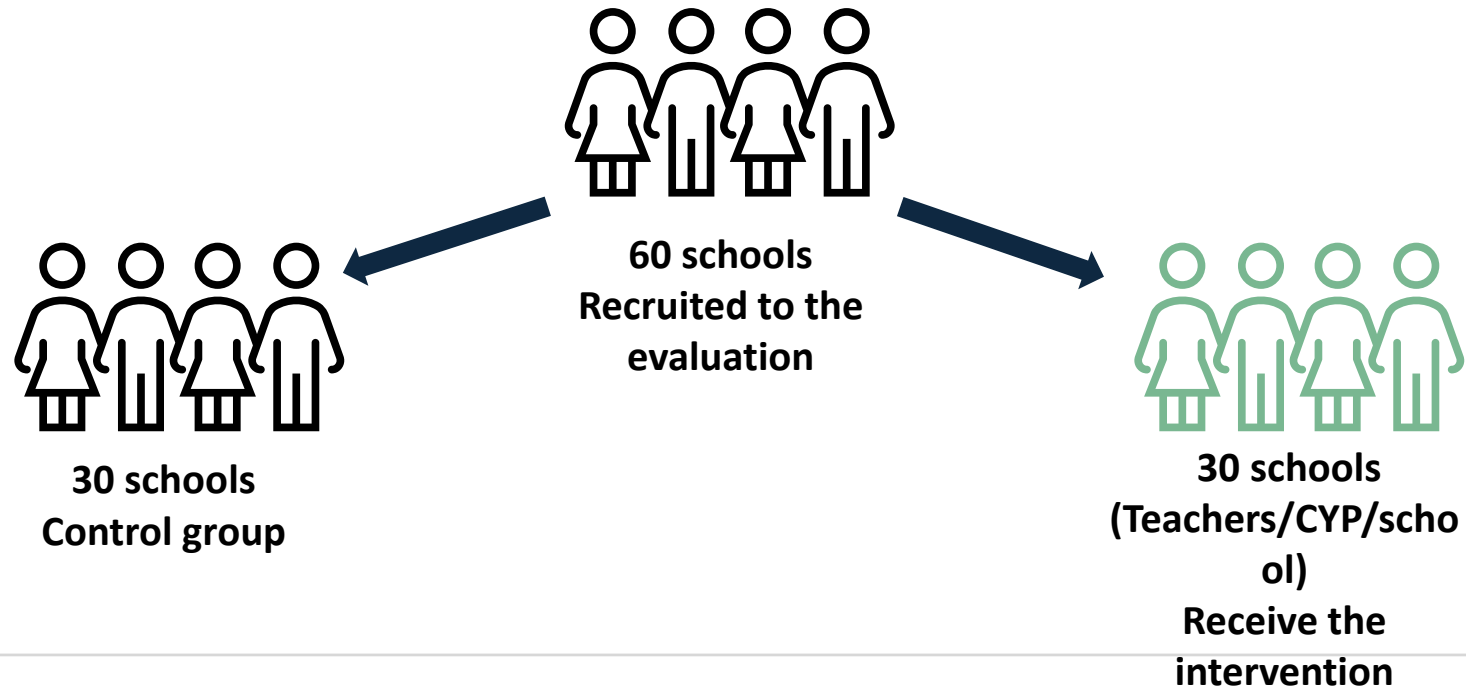 60 schools
Recruited to the
evaluation
30 schools
Control group
30 schools
(Teachers/CYP/scho
ol)
Receive the
intervention